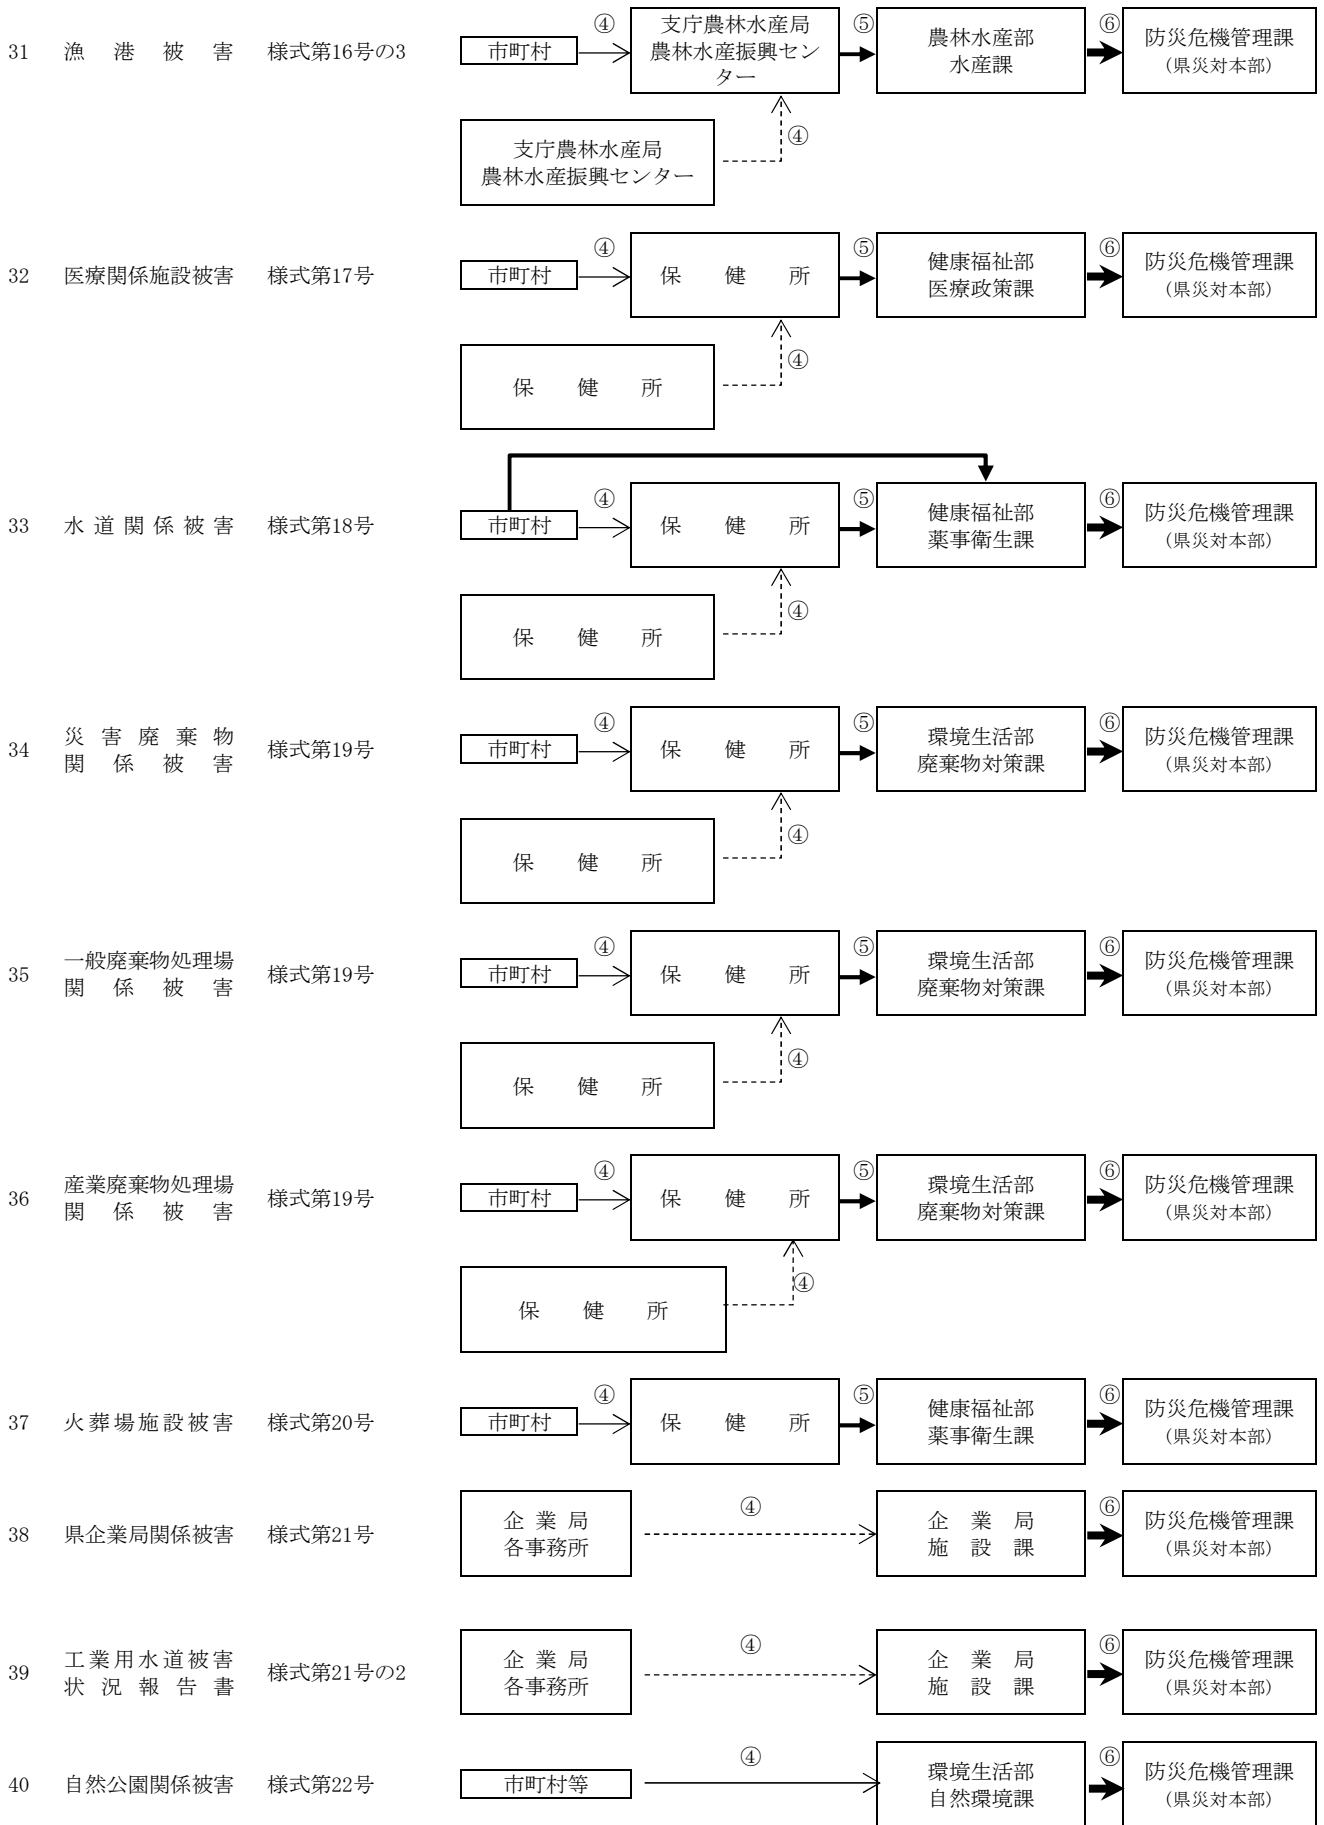 ④ 支庁農林水産局 ⑤ ⑥
31 漁港被害 様式第16号の3 市町村 農林水産振興セン 農林水産部 防災危機管理課
ター 水産課 (県災対本部)
④
支庁農林水産局
農林水産振興センター
④ ⑤ ⑥
32 医療関係施設被害 様式第17号 市町村 保健所 健康福祉部 防災危機管理課
医療政策課 (県災対本部)
④
保健所
④ ⑤ ⑥
33 水道関係被害 様式第18号 市町村 保健所 健康福祉部 防災危機管理課
薬事衛生課 (県災対本部)
④
保健所
④ ⑤ ⑥
34 災害廃棄物 様式第19号 市町村 保健所 環境生活部 防災危機管理課
関係被害 廃棄物対策課 (県災対本部)
④
保健所
④ ⑤ ⑥
35 一般廃棄物処理場 様式第19号 市町村 保健所 環境生活部 防災危機管理課
関係被害 廃棄物対策課 (県災対本部)
④
保健所
④ ⑤ ⑥
36 産業廃棄物処理場 様式第19号 市町村 保健所 環境生活部 防災危機管理課
関係被害 廃棄物対策課 (県災対本部)
④
保健所
④ ⑤ ⑥
37 火葬場施設被害 様式第20号 市町村 保健所 健康福祉部 防災危機管理課
薬事衛生課 (県災対本部)
④ ⑥
38 県企業局関係被害 様式第21号 企業局 企業局 防災危機管理課
各事務所 施設課 (県災対本部)
④ ⑥
39 工業用水道被害 様式第21号の2 企業局 企業局 防災危機管理課
状況報告書 各事務所 施設課 (県災対本部)
④ ⑥
40 自然公園関係被害 様式第22号 市町村等 環境生活部 防災危機管理課
自然環境課 (県災対本部)